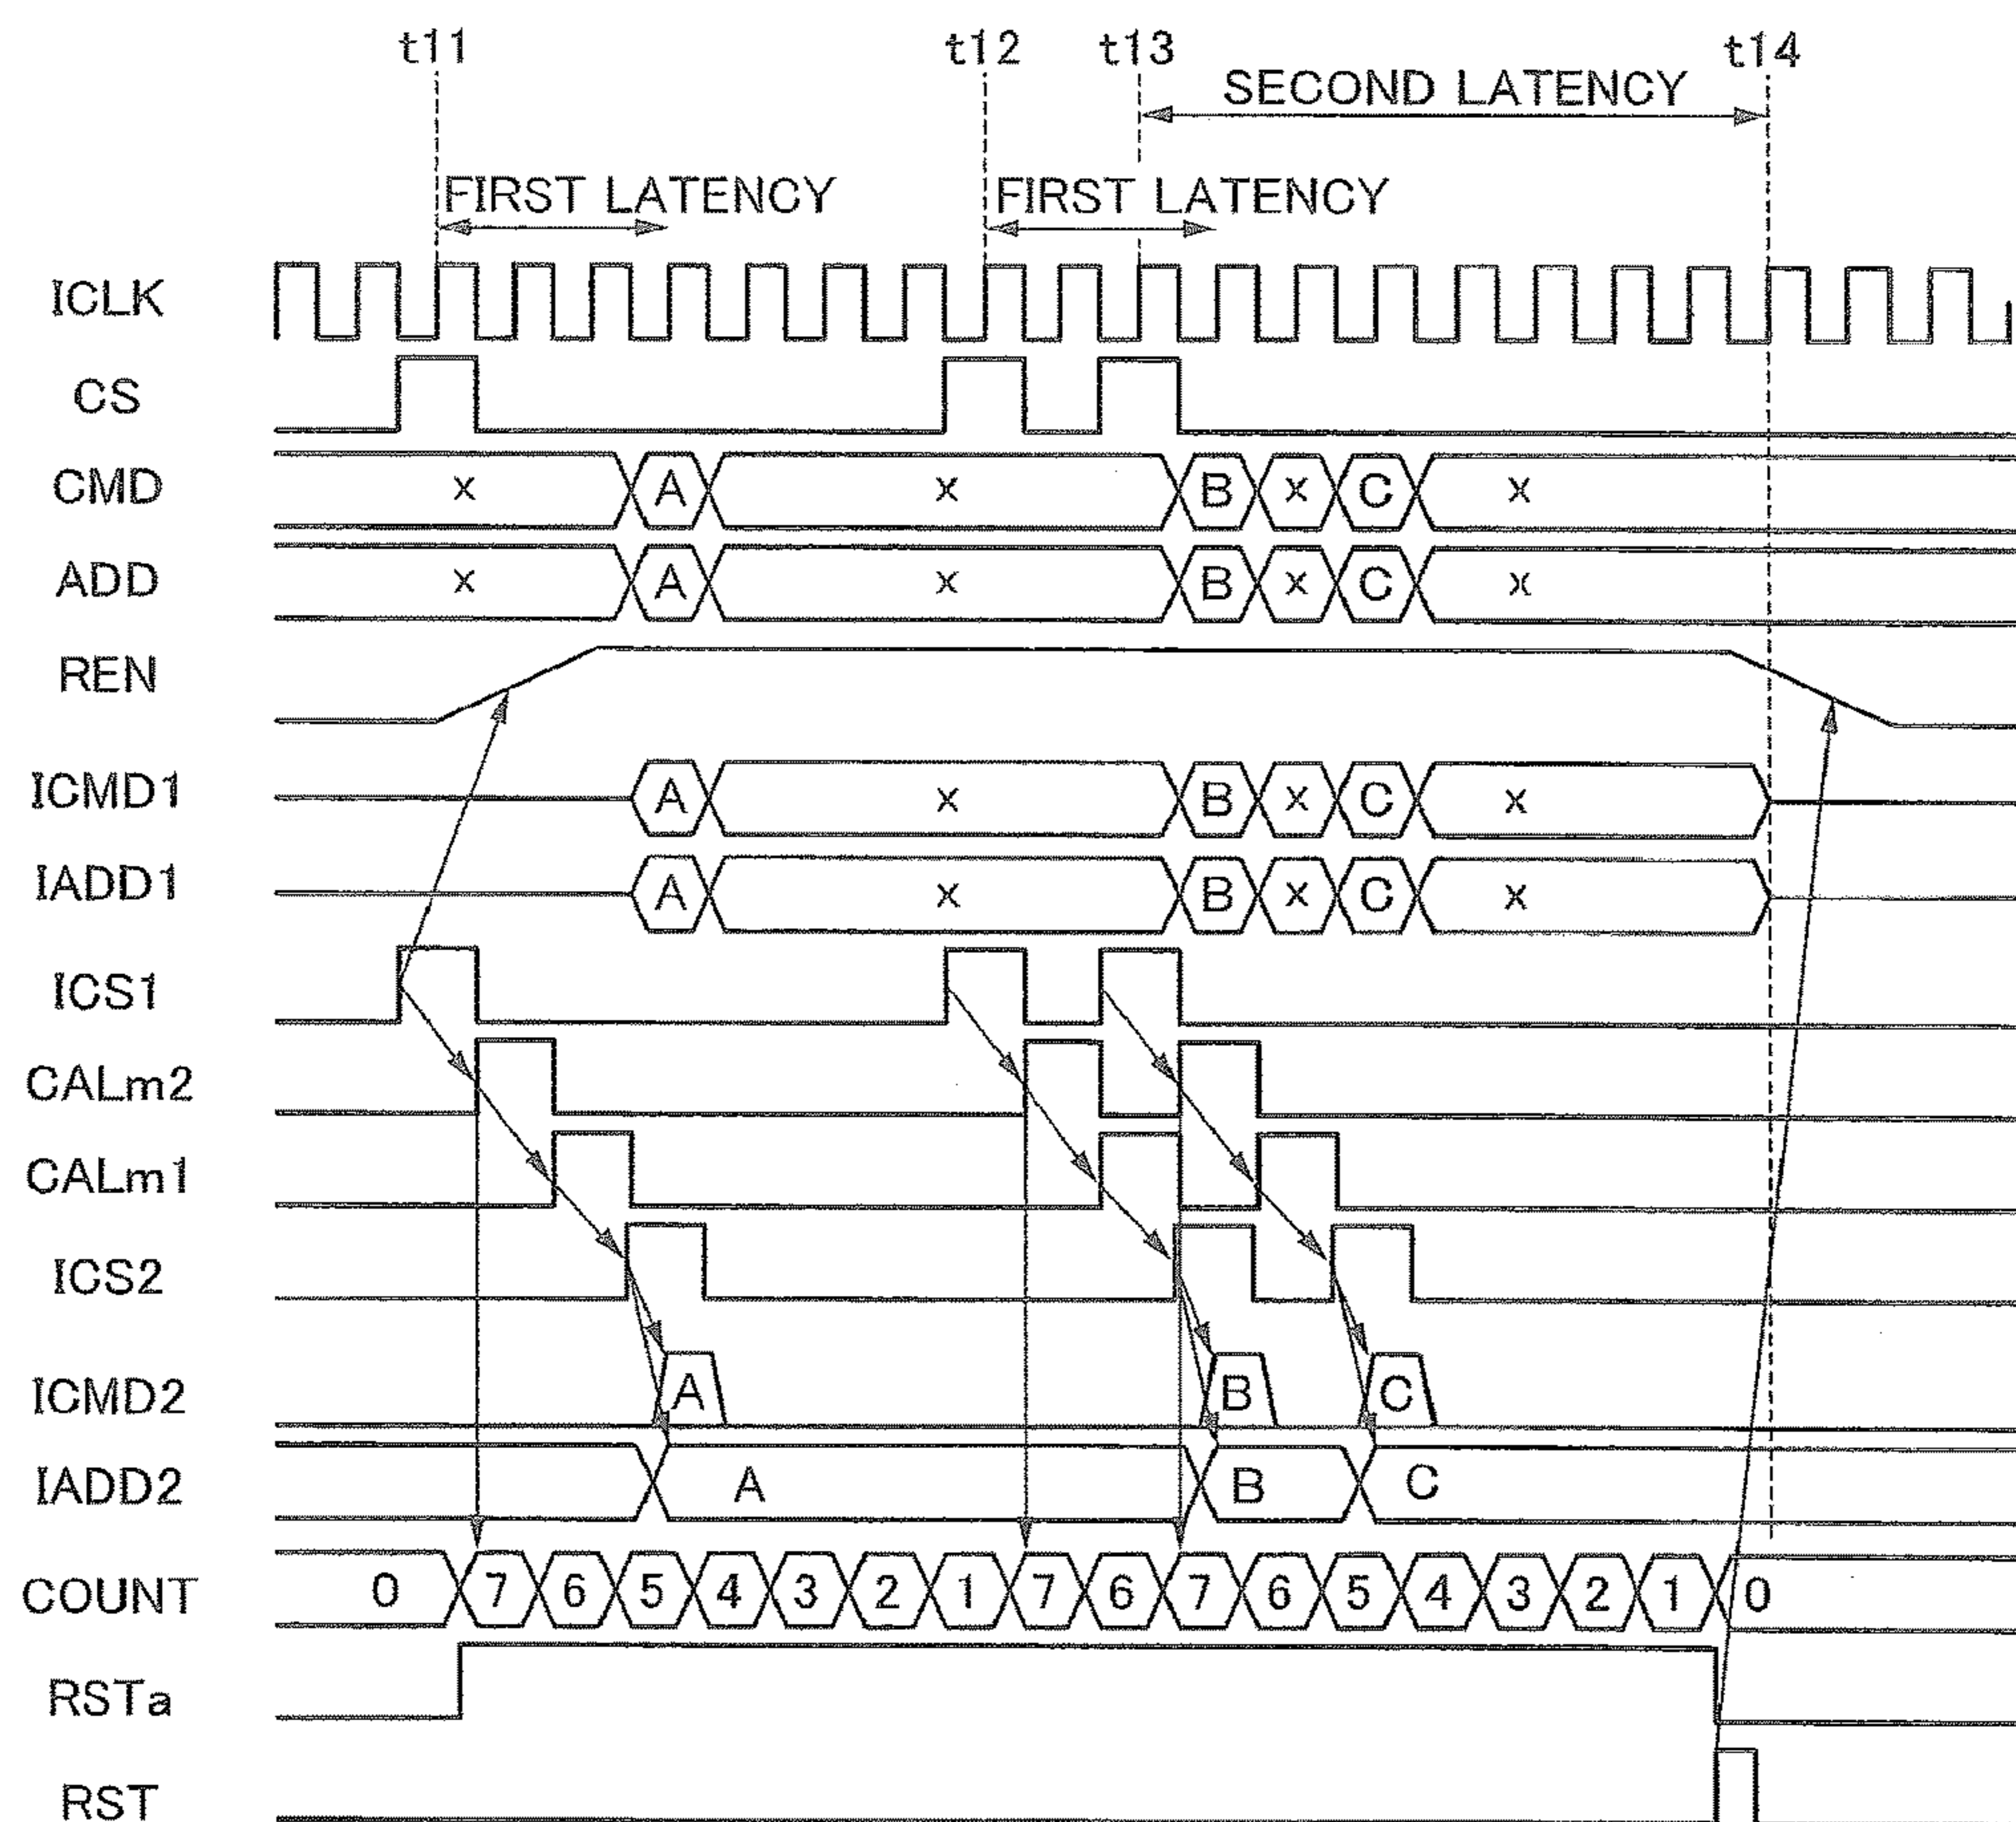 t11 t12 t13 t14
SECOND LATENCY
FIRST LATENCY FIRST LATENCY
ICLK
CS
CMD x A x B x C x
ADD x A x B x C x
REN
ICMD1 A x B x C x
IADD1 A x B x C x
ICS1
CALm2
CALm1
ICS2
ICMD2 A B C
IADD2 A B C
COUNT 0 7 6 5 4 3 2 1 7 6 7 6 5 4 3 2 1 0
RSTa
RST